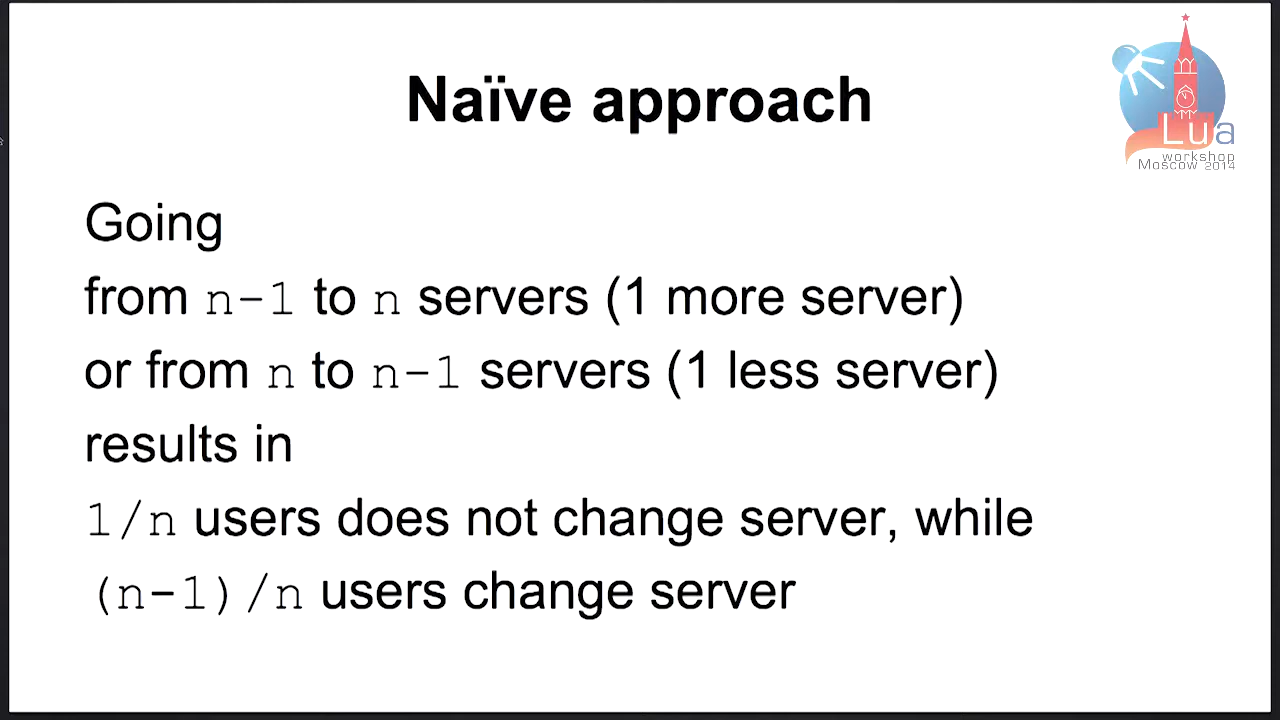 Naïve approach
Lua
workshop
Moscow 2014
Going
from n-1 to n servers (1 more server)
or from n to n-1 servers (1 less server)
results in
1/n users does not change server, while
(n-1)/n users change server